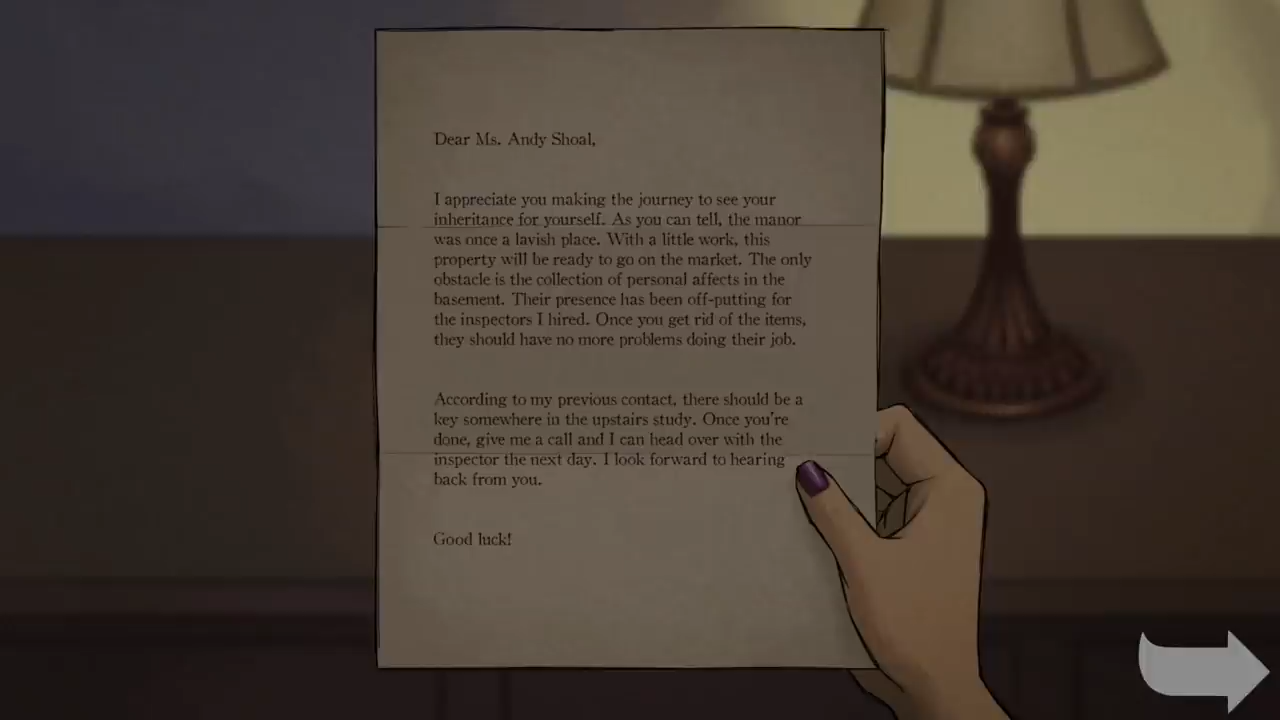 Dear Ms. Andy Shoal,
I appreciate you making the journey to see your
inheritance for yourself. As you can tell, the manor
was once a lavish place. With a little work, this
property will be ready to go on the market. The only
obstacle is the collection of personal affects in the
basement. Their presence has been off-putting for
the inspectors I hired. Once you get rid of the items,
they should have no more problems doing their job.
According to my previous contact, there should be a
key somewhere in the upstairs study. Once you're
done, give me a call and I can head over with the
inspector the next day. I look forward to hearing
back from you.
Good luck!